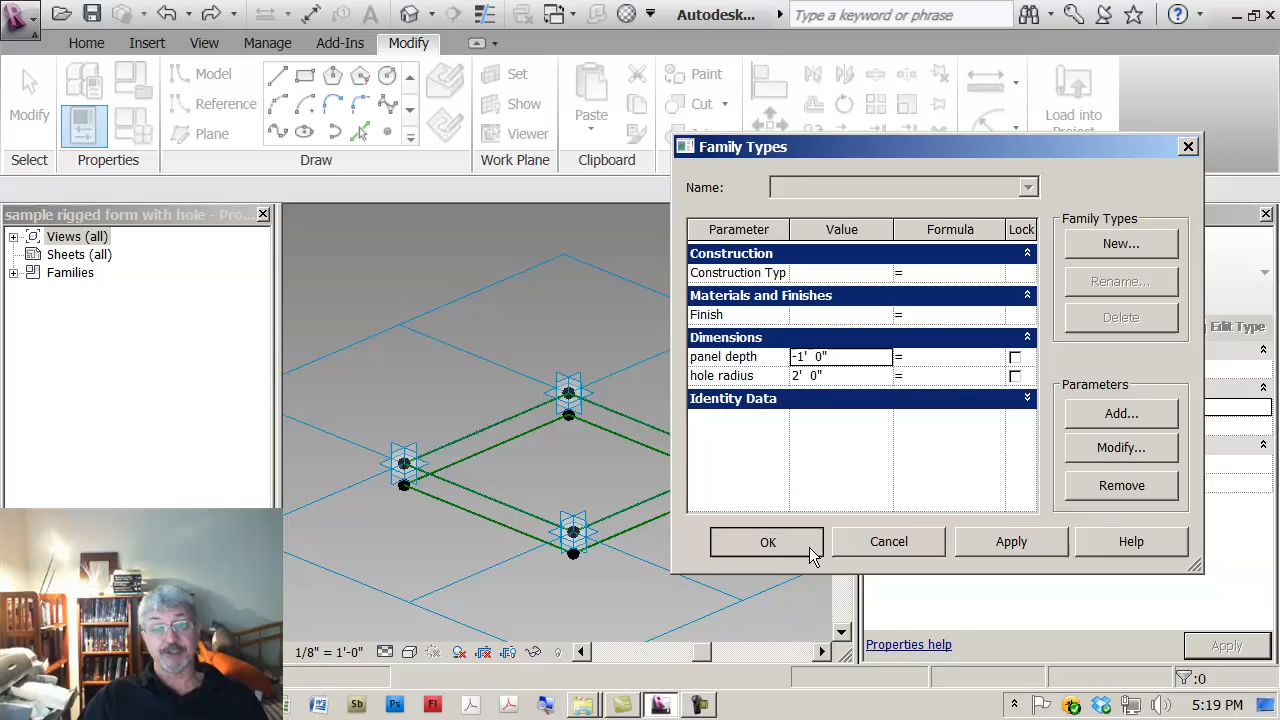 Autodesk...
Type a keyword or phrase
Home
Insert
View
Manage
Add-Ins
Modify
Modify
Model
Reference
Plane
Set
Show
Viewer
Paste
Paint
Cut
Load into
Select
Properties
Draw
Work Plane
Clipboard
sample rigged form with hole - Pro...
Views (all)
Sheets (all)
Families
Family Types
Name:
Parameter
Value
Formula
Lock
Construction
Construction Typ
=
Materials and Finishes
Finish
=
Dimensions
panel depth
-1' 0"
=
hole radius
2' 0"
=
Identity Data
Family Types
New...
Rename...
Delete
Parameters
Add...
Modify...
Remove
OK
Cancel
Apply
Help
Edit Type
1/8" = 1'-0"
Properties help
Apply
:0
Sb
Ps
Fl
5:19 PM